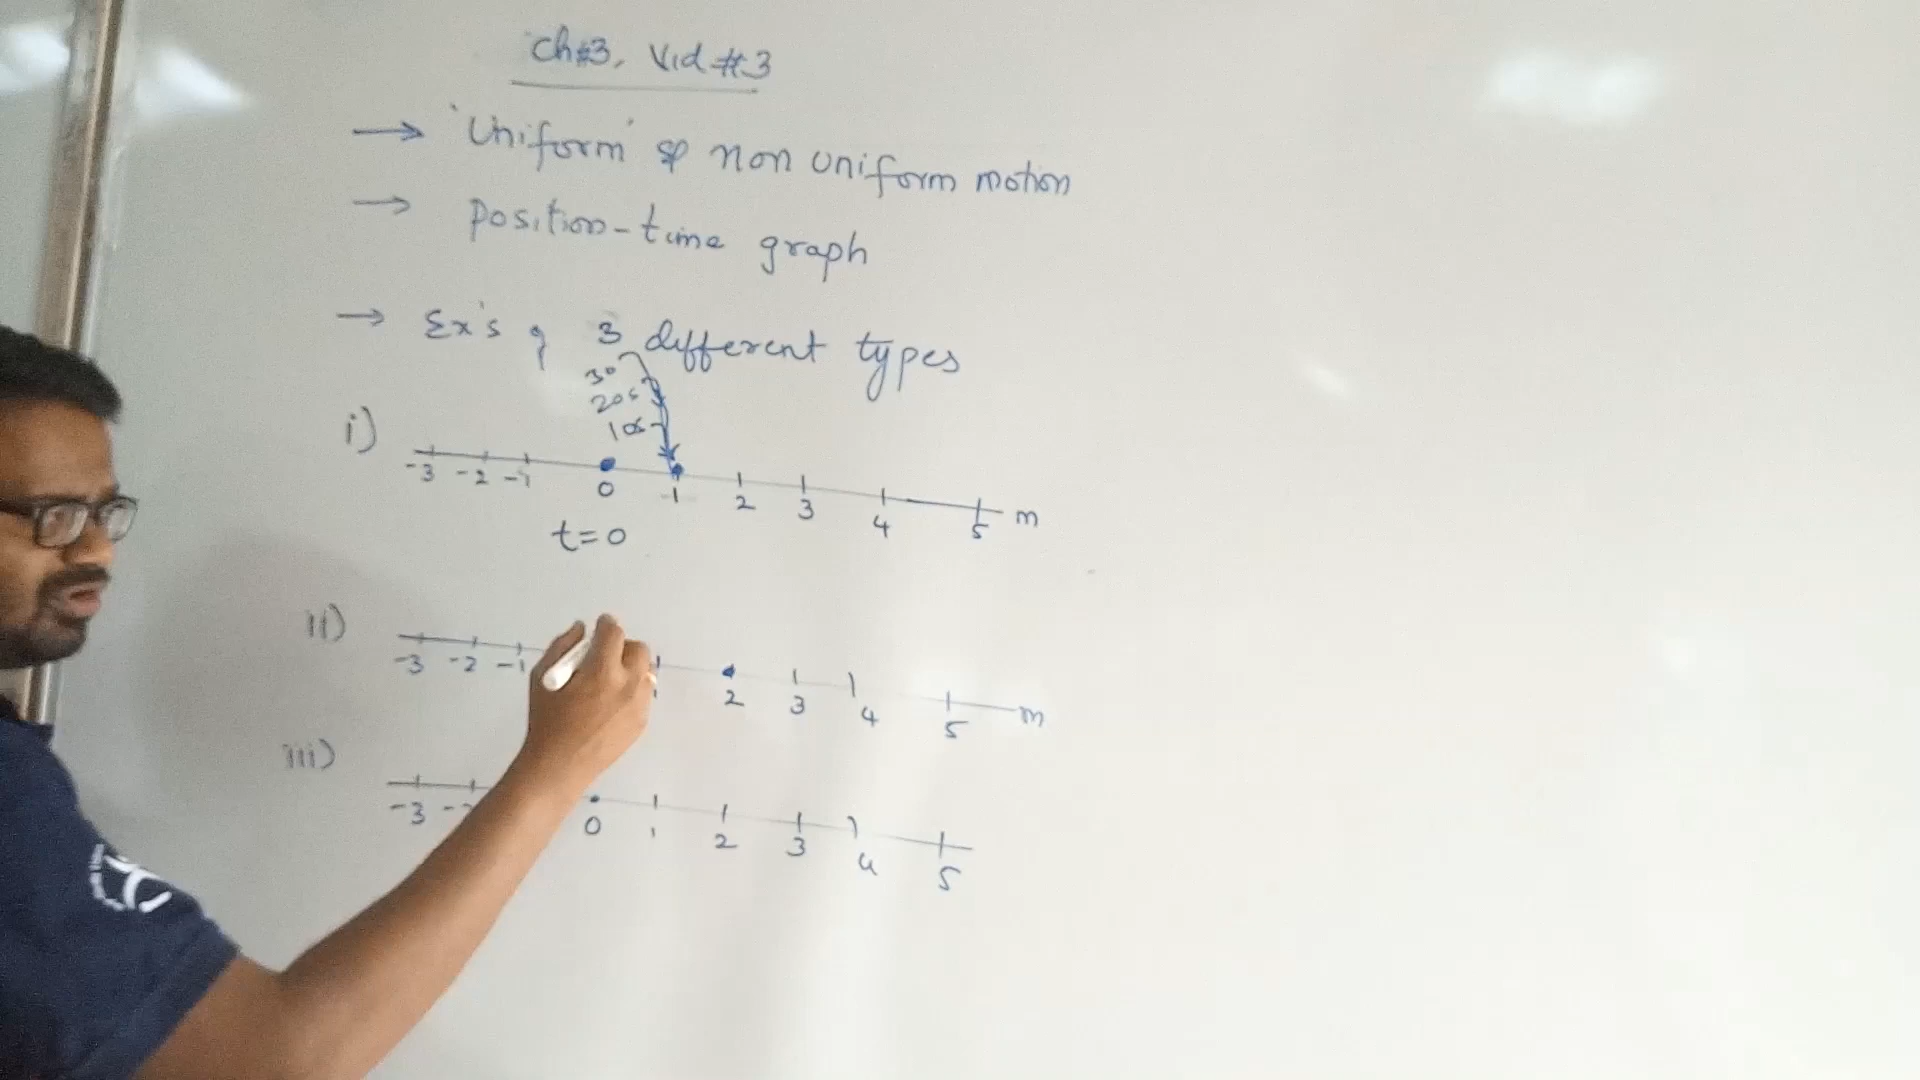 Ch#3, Vid #3
→ 'Uniform' & non uniform motion
→ Position-time graph
→ Ex's of 3 different types
30
20s
10s
i)
-3 -2 -1 0 1 2 3 4 5 m
t=0
ii)
-3 -2 -1 1 2 3 4 5 m
iii)
-3 0 1 2 3 4 5